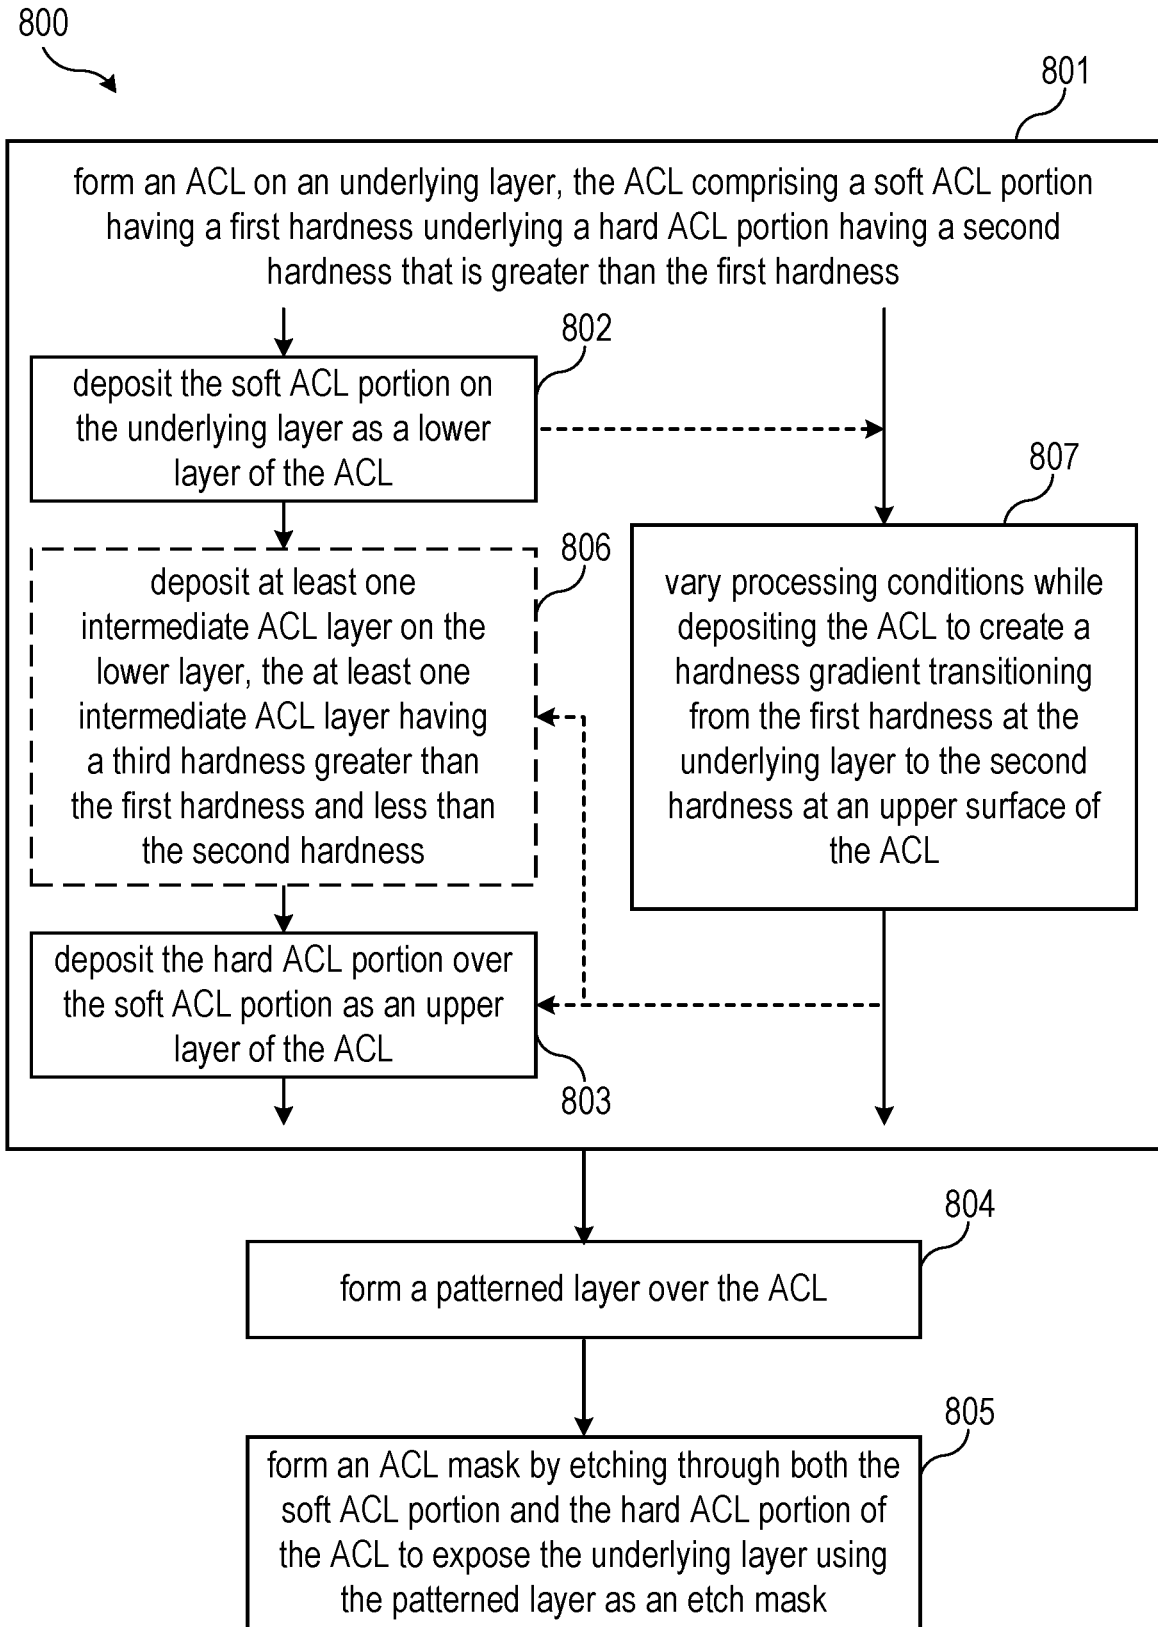 800
801
form an ACL on an underlying layer, the ACL comprising a soft ACL portion
having a first hardness underlying a hard ACL portion having a second
hardness that is greater than the first hardness
802
deposit the soft ACL portion on
the underlying layer as a lower
layer of the ACL
806
deposit at least one
intermediate ACL layer on the
lower layer, the at least one
intermediate ACL layer having
a third hardness greater than
the first hardness and less than
the second hardness
deposit the hard ACL portion over
the soft ACL portion as an upper
layer of the ACL
803
807
vary processing conditions while
depositing the ACL to create a
hardness gradient transitioning
from the first hardness at the
underlying layer to the second
hardness at an upper surface of
the ACL
804
form a patterned layer over the ACL
805
form an ACL mask by etching through both the
soft ACL portion and the hard ACL portion of
the ACL to expose the underlying layer using
the patterned layer as an etch mask